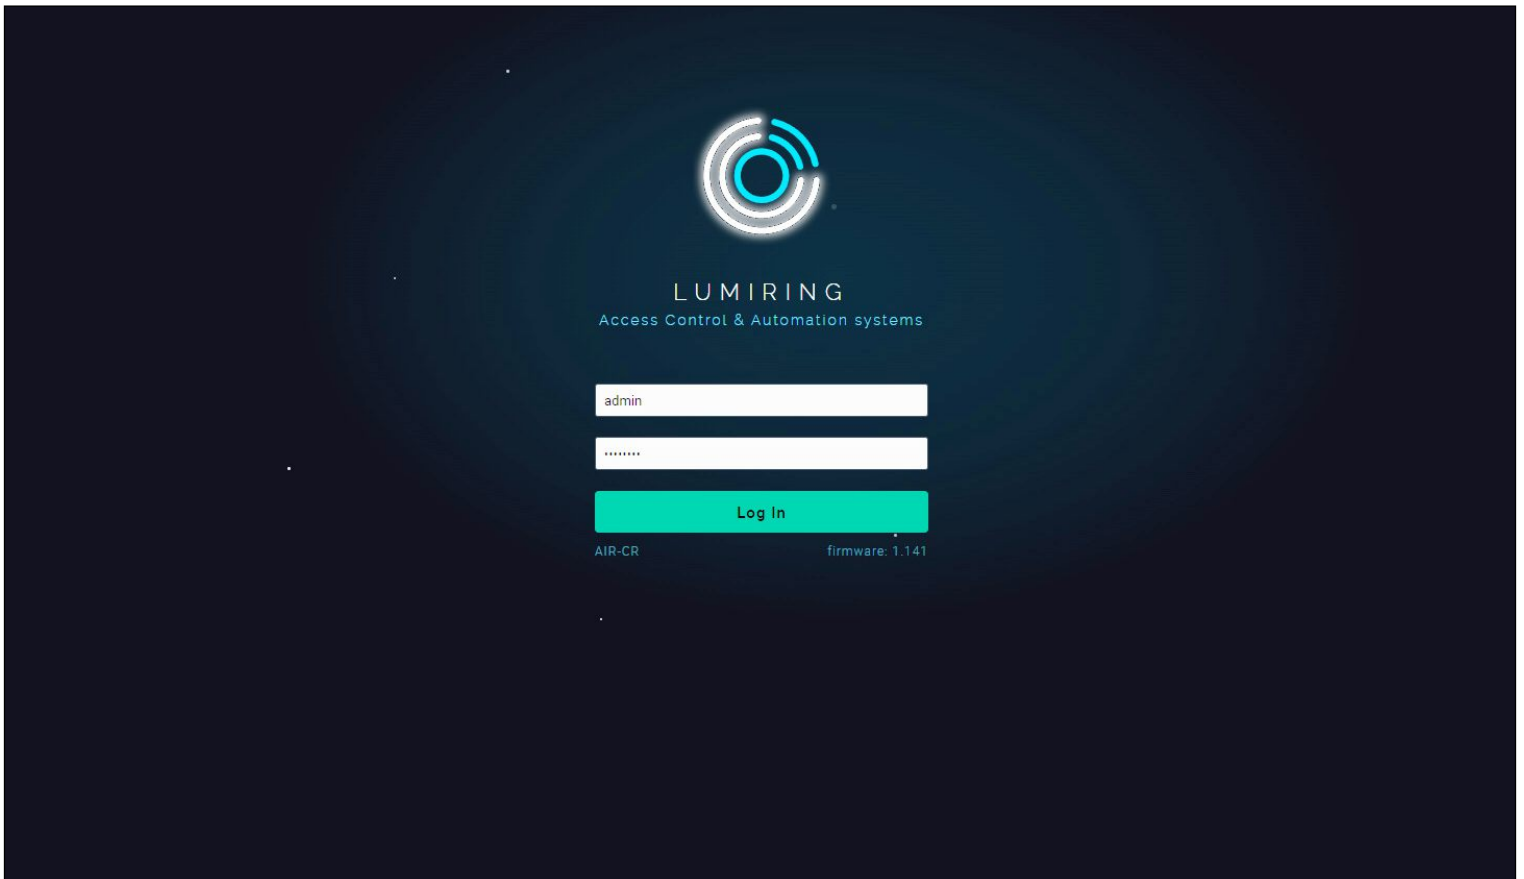 LUMIRING
Access Control & Automation systems
admin
••••••••
Log In
AIR-CR
firmware: 1.141